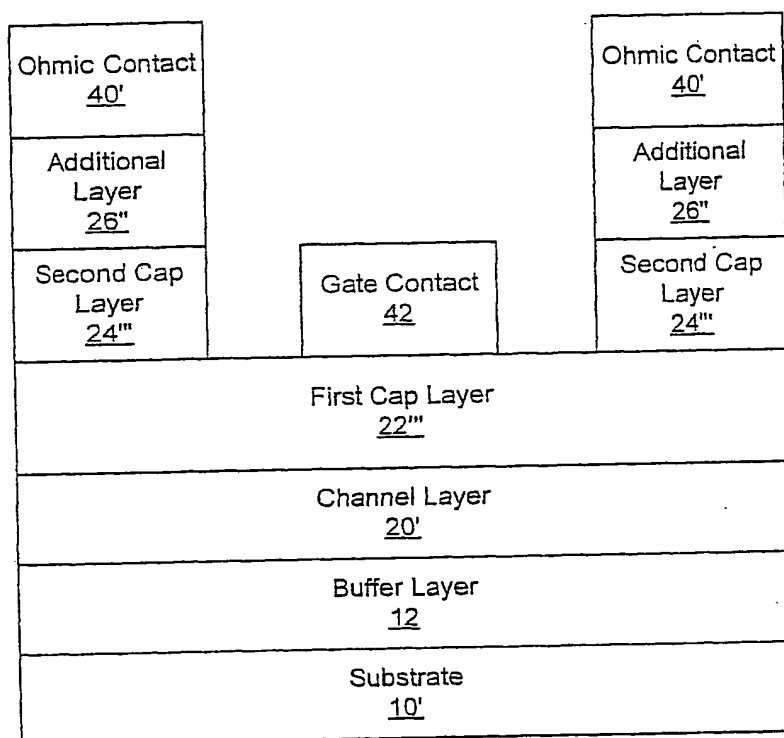 Ohmic Contact
40'
Additional
Layer
26"
Second Cap
Layer
24'"
Gate Contact
42
Ohmic Contact
40'
Additional
Layer
26"
Second Cap
Layer
24'"
First Cap Layer
22'"
Channel Layer
20'
Buffer Layer
12
Substrate
10'